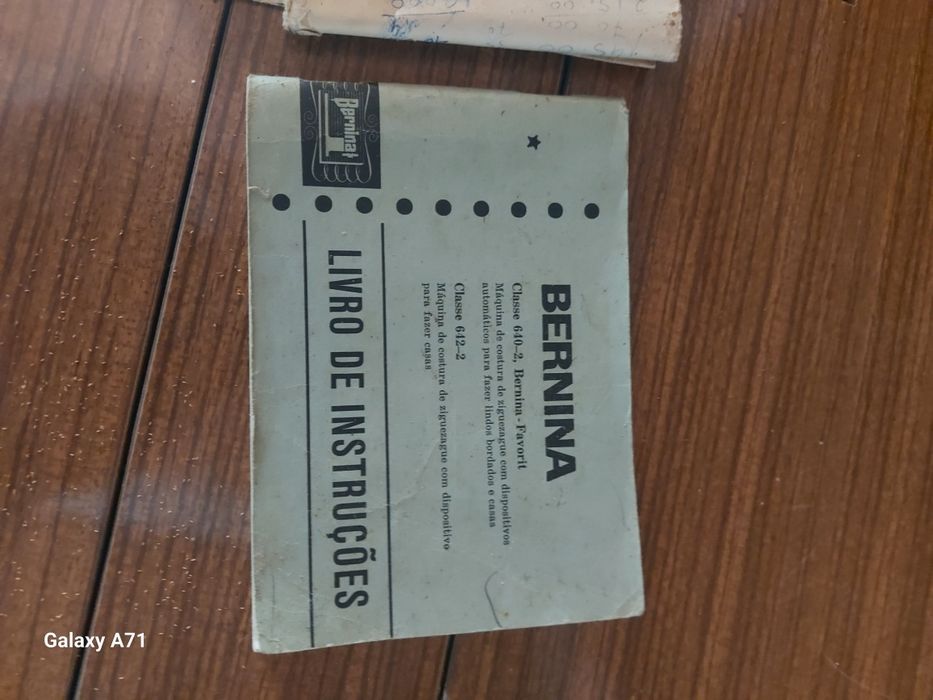 Bernina
★
BERNINA
Classe 640-2, Bernina-Favorit
Máquina de costura de ziguezague com dispositivos
automáticos para fazer lindos bordados e casas
Classe 642-2
Máquina de costura de ziguezague com dispositivo
para fazer casas
LIVRO DE INSTRUÇÕES
Galaxy A71